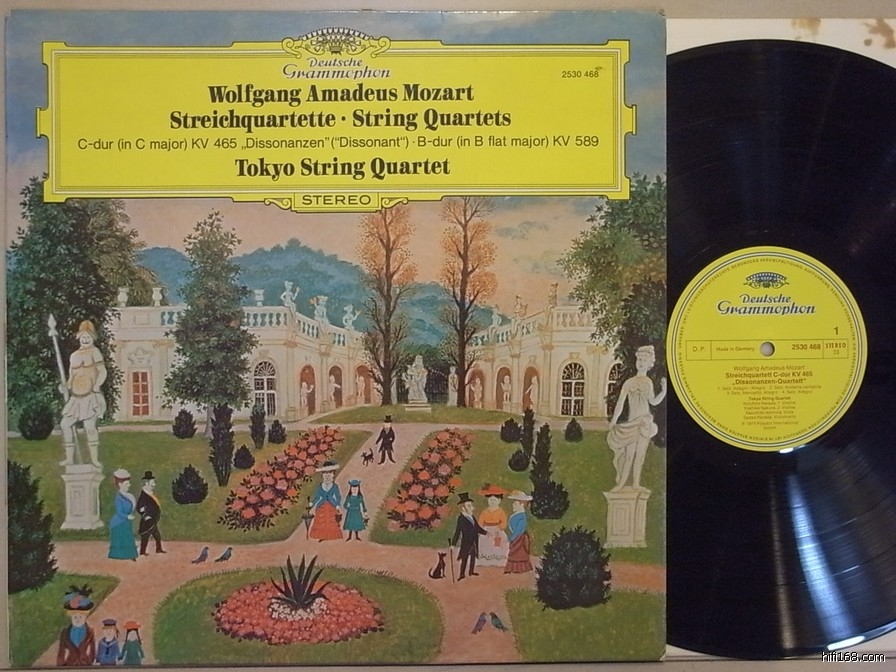 Deutsche
Grammophon
2530 468
Wolfgang Amadeus Mozart
Streichquartette · String Quartets
C-dur (in C major) KV 465 „Dissonanzen” (“Dissonant“) · B-dur (in B flat major) KV 589
Tokyo String Quartet
STEREO
Deutsche
Grammophon
1
D.P.
Made in Germany
2530 468
STEREO
33
Wolfgang Amadeus Mozart
Streichquartett C-dur KV 465
„Dissonanzen-Quartett”
Tokyo String Quartet
hifi168.com